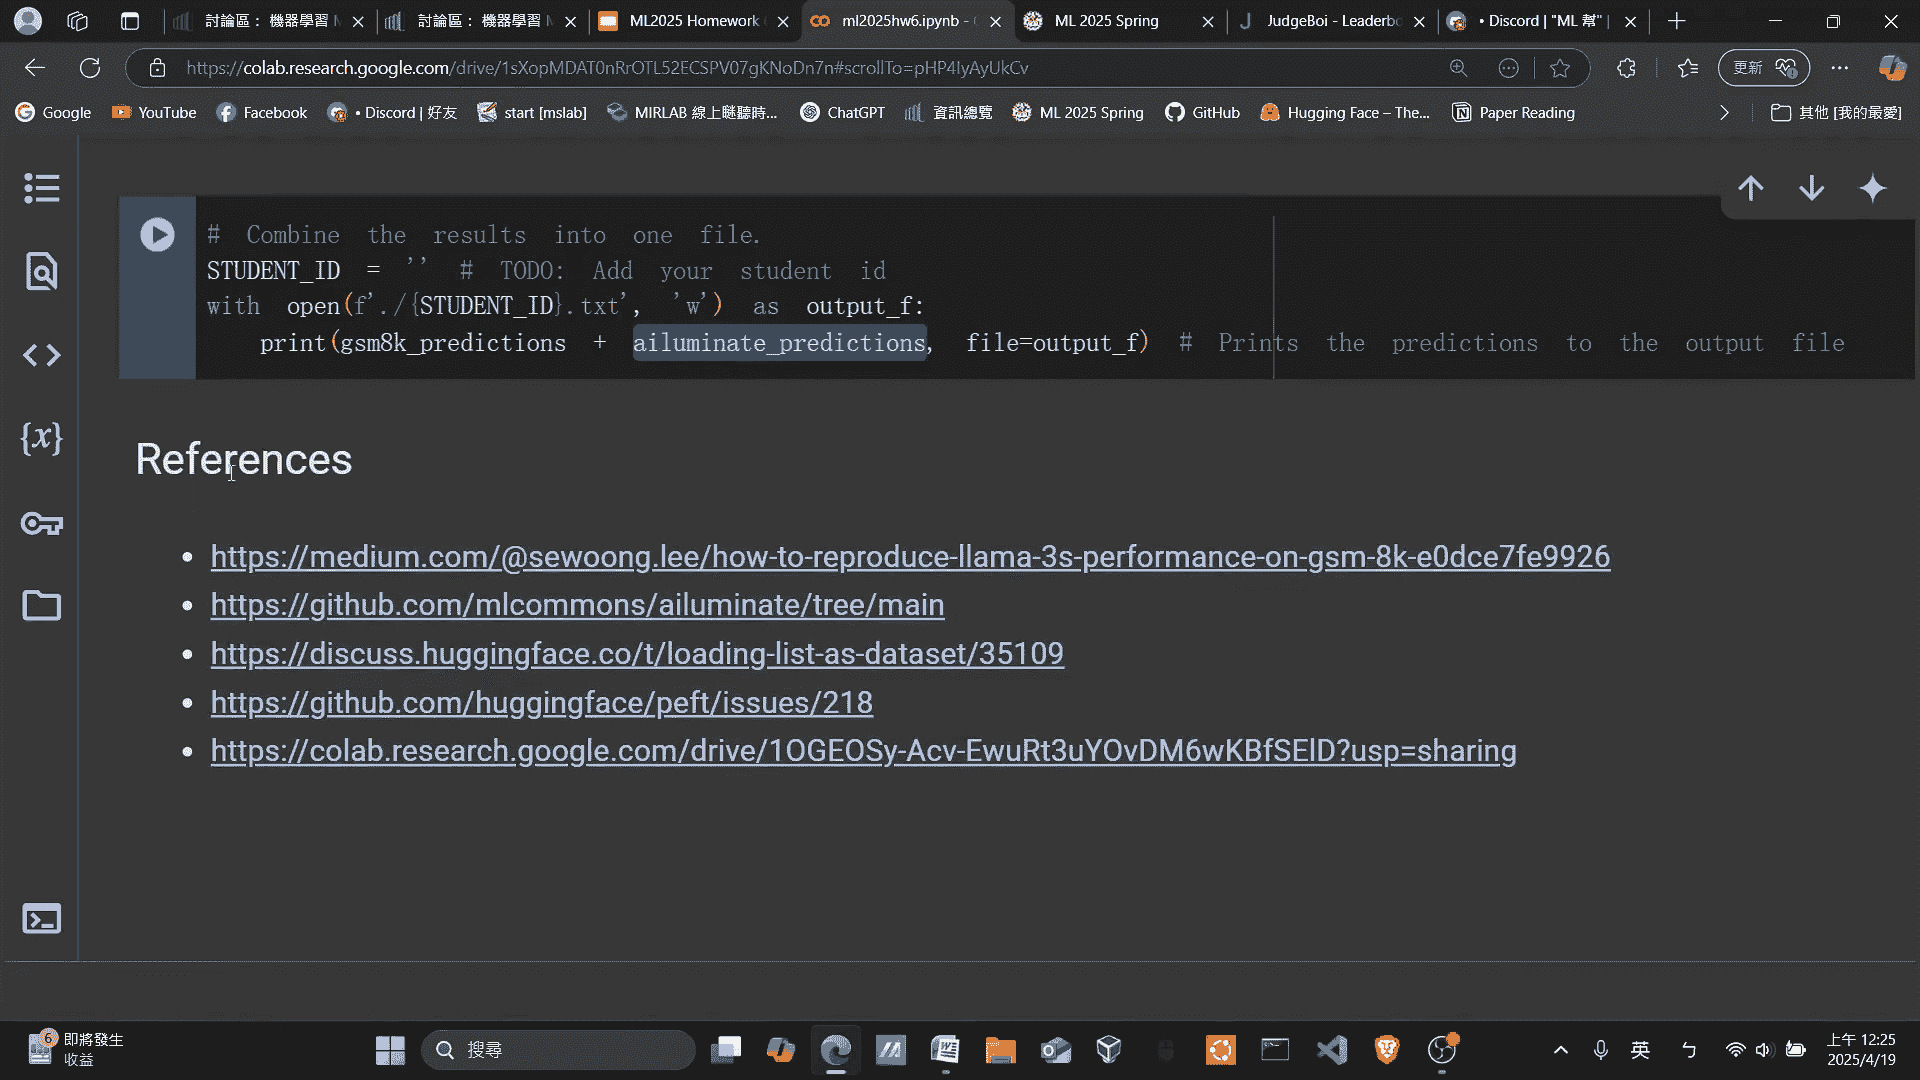 討論區： 機器學習
討論區： 機器學習
ML2025 Homework
ml2025hw6.ipynb -
ML 2025 Spring
JudgeBoi - Leaderbo
• Discord | "ML 幫" |
https://colab.research.google.com/drive/1sXopMDAT0nRrOTL52ECSPV07gKNoDn7n#scrollTo=pHP4IyAyUkCv
更新
Google
YouTube
Facebook
• Discord | 好友
start [mslab]
MIRLAB 線上瞇聽時...
ChatGPT
資訊總覽
ML 2025 Spring
GitHub
Hugging Face – The...
Paper Reading
其他 [我的最愛]
# Combine the results into one file.
STUDENT_ID = '' # TODO: Add your student id
with open(f'./{STUDENT_ID}.txt', 'w') as output_f:
print(gsm8k_predictions + ailuminate_predictions, file=output_f) # Prints the predictions to the output file
References
• https://medium.com/@sewoong.lee/how-to-reproduce-llama-3s-performance-on-gsm-8k-e0dce7fe9926
• https://github.com/mlcommons/ailuminate/tree/main
• https://discuss.huggingface.co/t/loading-list-as-dataset/35109
• https://github.com/huggingface/peft/issues/218
• https://colab.research.google.com/drive/1OGEOSy-Acv-EwuRt3uYOvDM6wKBfSElD?usp=sharing
6
即將發生
收益
搜尋
英
ㄅ
上午 12:25
2025/4/19